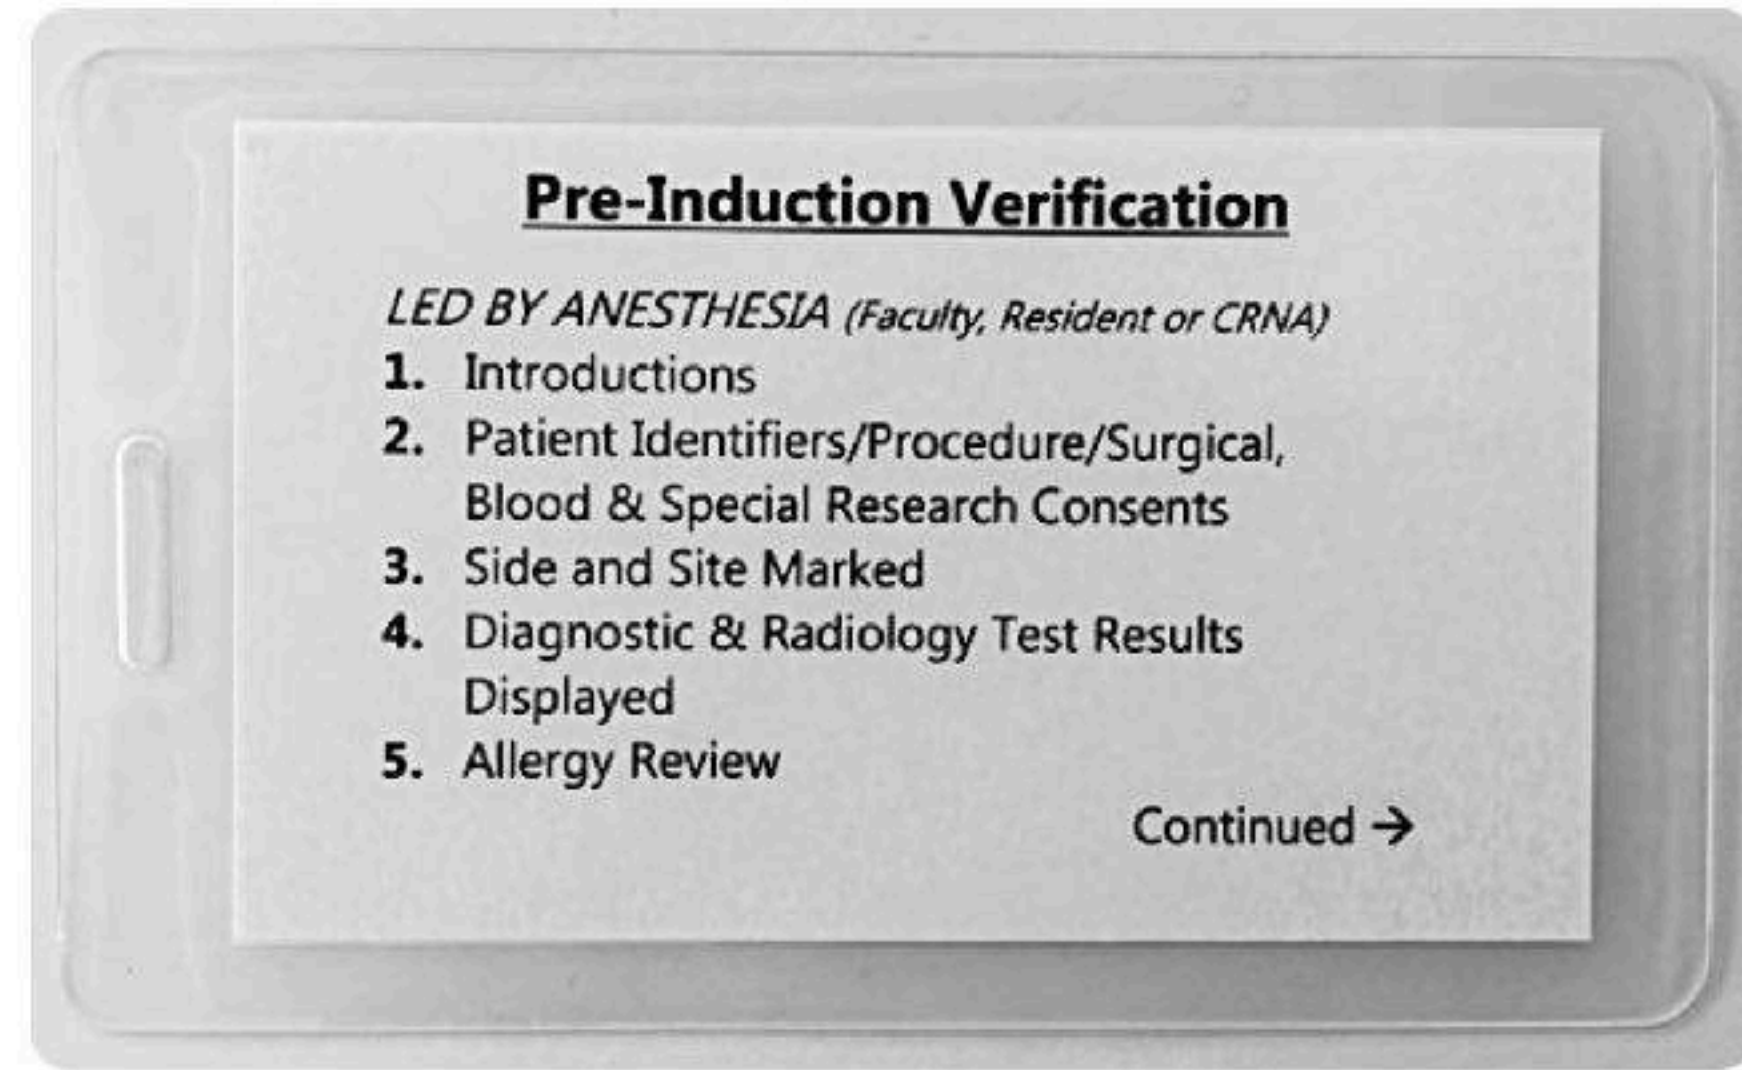 Pre-Induction Verification
LED BY ANESTHESIA (Faculty, Resident or CRNA)
1. Introductions
2. Patient Identifiers/Procedure/Surgical,
Blood & Special Research Consents
3. Side and Site Marked
4. Diagnostic & Radiology Test Results
Displayed
5. Allergy Review
Continued →